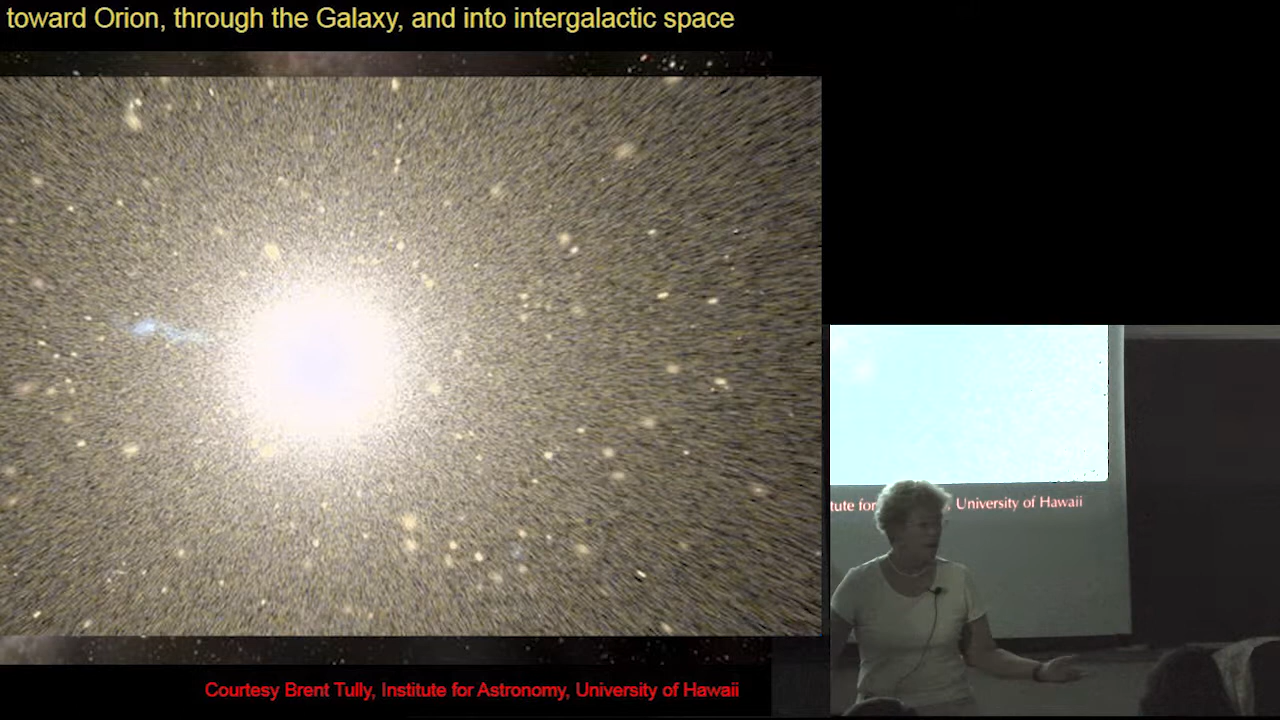 toward Orion, through the Galaxy, and into intergalactic space
tute for , University of Hawaii
Courtesy Brent Tully, Institute for Astronomy, University of Hawaii